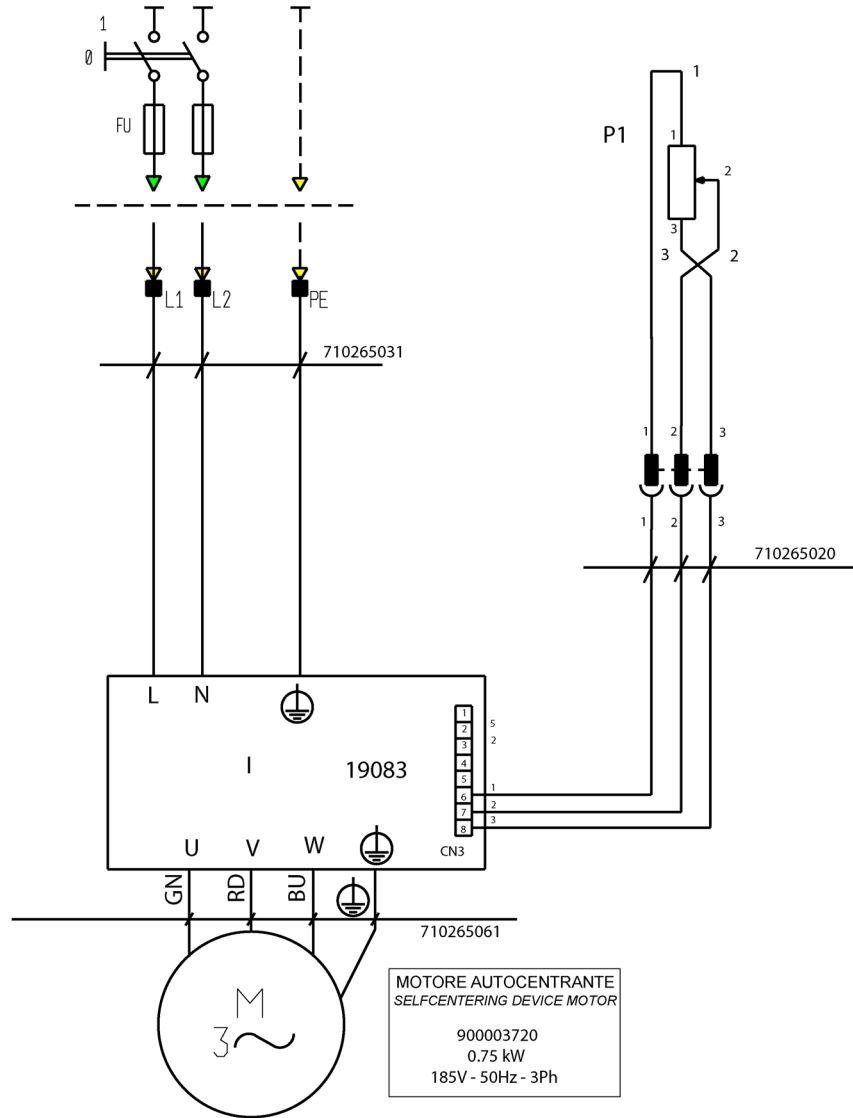 1
0
FU
L1
L2
PE
710265031
P1
1
1
2
3
3
2
1
2
3
1
2
3
710265020
L
N
I
19083
1
2
3
4
5
6
7
8
5
2
1
2
3
CN3
U
V
W
GN
RD
BU
710265061
M
3
MOTORE AUTOCENTRANTE
SELFCENTERING DEVICE MOTOR
900003720
0.75 kW
185V - 50Hz - 3Ph